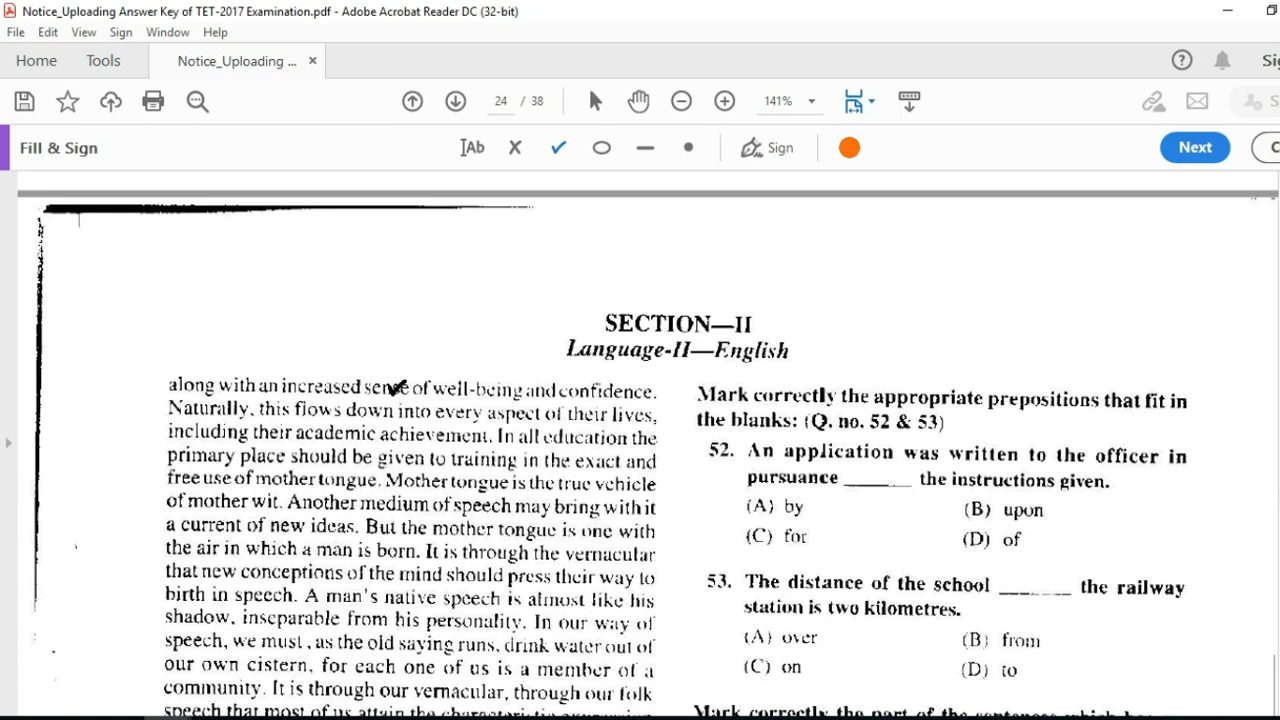 Notice_Uploading Answer Key of TET-2017 Examination.pdf - Adobe Acrobat Reader DC (32-bit)
File Edit View Sign Window Help
Home Tools Notice_Uploading ... ×
24 / 38 141%
Fill & Sign
Ab Sign Next
SECTION—II
Language-II—English
along with an increased sense of well-being and confidence.
Naturally, this flows down into every aspect of their lives,
including their academic achievement. In all education the
primary place should be given to training in the exact and
free use of mother tongue. Mother tongue is the true vehicle
of mother wit. Another medium of speech may bring with it
a current of new ideas. But the mother tongue is one with
the air in which a man is born. It is through the vernacular
that new conceptions of the mind should press their way to
birth in speech. A man's native speech is almost like his
shadow, inseparable from his personality. In our way of
speech, we must, as the old saying runs, drink water out of
our own cistern, for each one of us is a member of a
community. It is through our vernacular, through our folk
speech that most of us attain the characteristic expression
Mark correctly the appropriate prepositions that fit in
the blanks: (Q. no. 52 & 53)
52. An application was written to the officer in
pursuance ______ the instructions given.
(A) by (B) upon
(C) for (D) of
53. The distance of the school ______ the railway
station is two kilometres.
(A) over (B) from
(C) on (D) to
Mark correctly the part of the sentences which